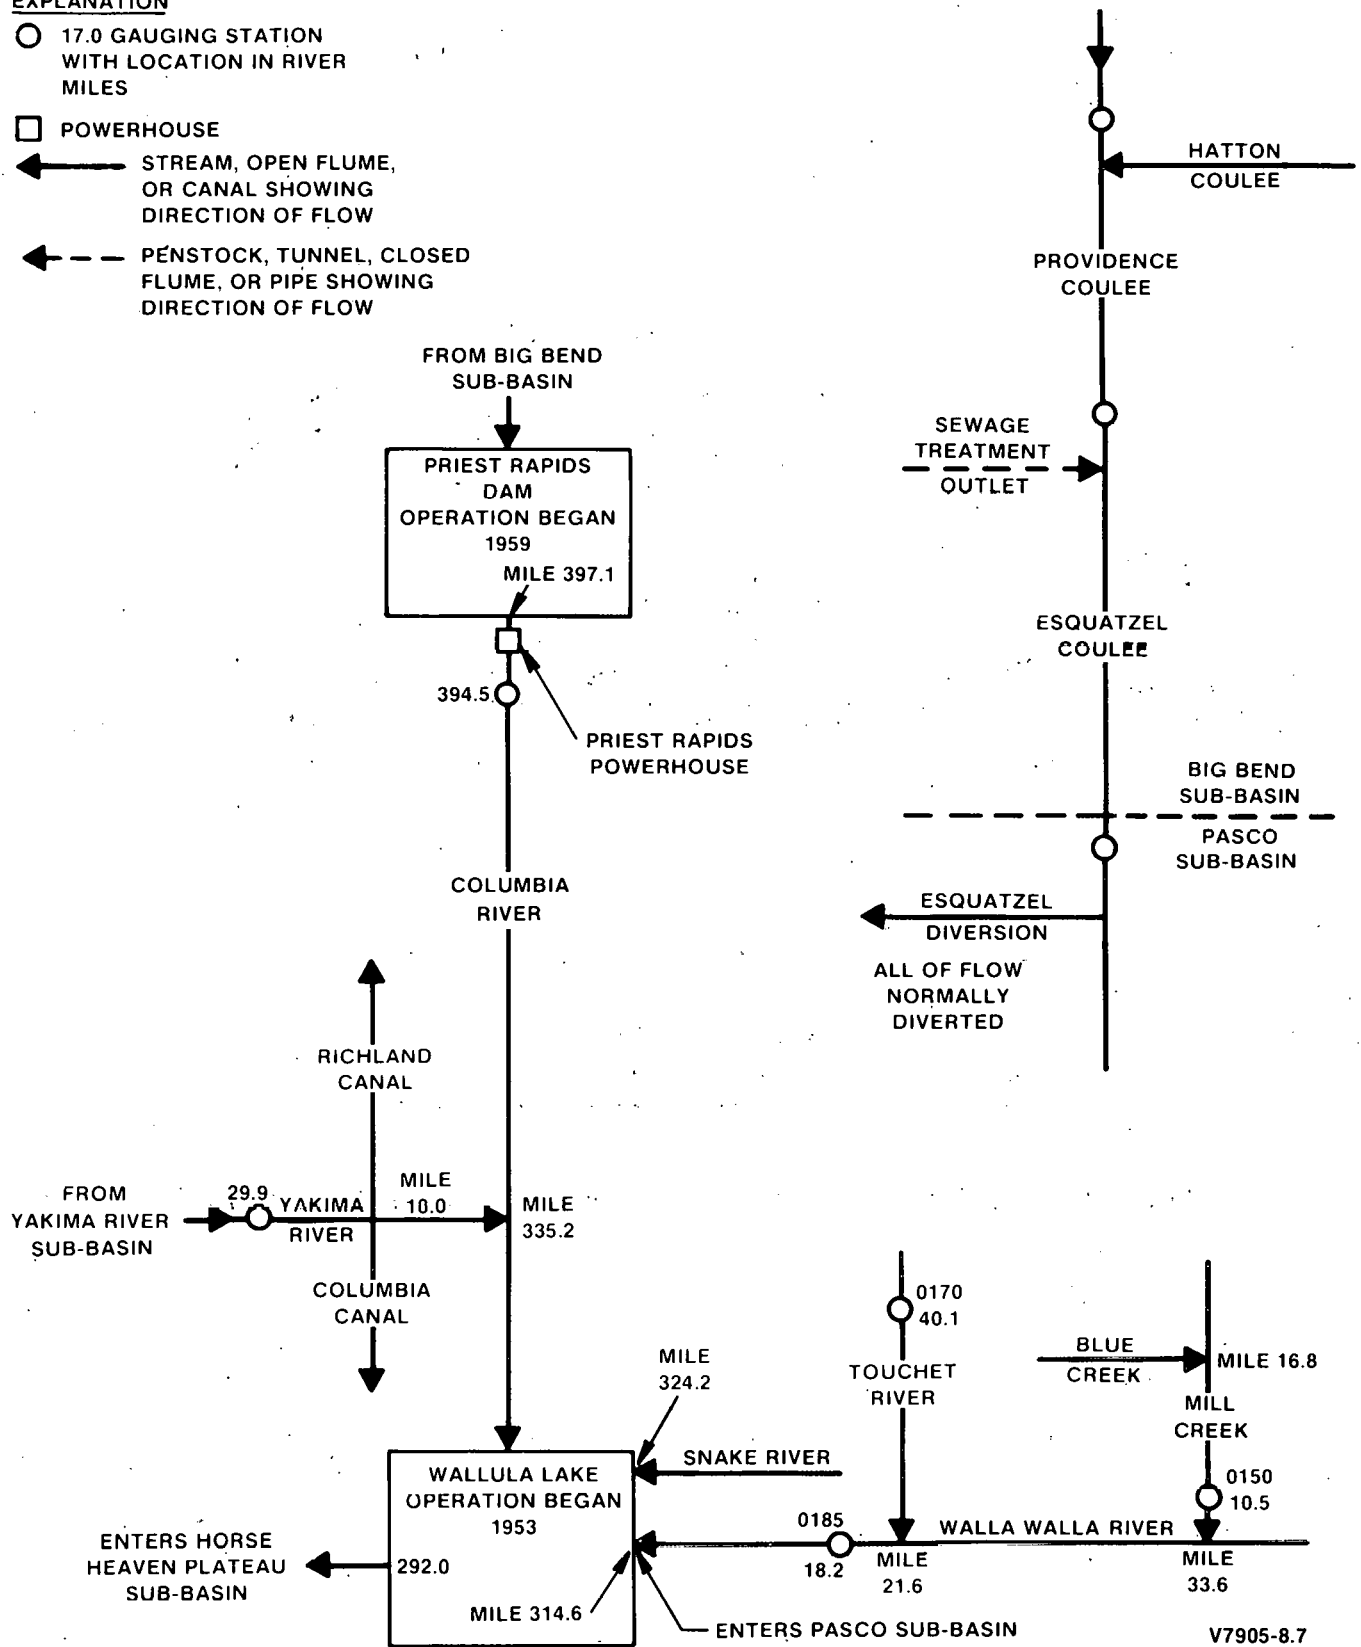 EXPLANATION
17.0 GAUGING STATION
WITH LOCATION IN RIVER
MILES
POWERHOUSE
STREAM, OPEN FLUME,
OR CANAL SHOWING
DIRECTION OF FLOW
PENSTOCK, TUNNEL, CLOSED
FLUME, OR PIPE SHOWING
DIRECTION OF FLOW
HATTON
COULEE
PROVIDENCE
COULEE
SEWAGE
TREATMENT
OUTLET
ESQUATZEL
COULEE
BIG BEND
SUB-BASIN
PASCO
SUB-BASIN
ESQUATZEL
DIVERSION
ALL OF FLOW
NORMALLY
DIVERTED
FROM BIG BEND
SUB-BASIN
PRIEST RAPIDS
DAM
OPERATION BEGAN
1959
MILE 397.1
394.5
PRIEST RAPIDS
POWERHOUSE
COLUMBIA
RIVER
RICHLAND
CANAL
FROM
YAKIMA RIVER
SUB-BASIN
29.9
YAKIMA
RIVER
MILE
10.0
MILE
335.2
COLUMBIA
CANAL
MILE
324.2
SNAKE RIVER
WALLULA LAKE
OPERATION BEGAN
1953
292.0
MILE 314.6
ENTERS HORSE
HEAVEN PLATEAU
SUB-BASIN
ENTERS PASCO SUB-BASIN
0170
40.1
TOUCHET
RIVER
BLUE
CREEK
MILE 16.8
MILL
CREEK
0150
10.5
0185
18.2
WALLA WALLA RIVER
MILE
21.6
MILE
33.6
V7905-8.7